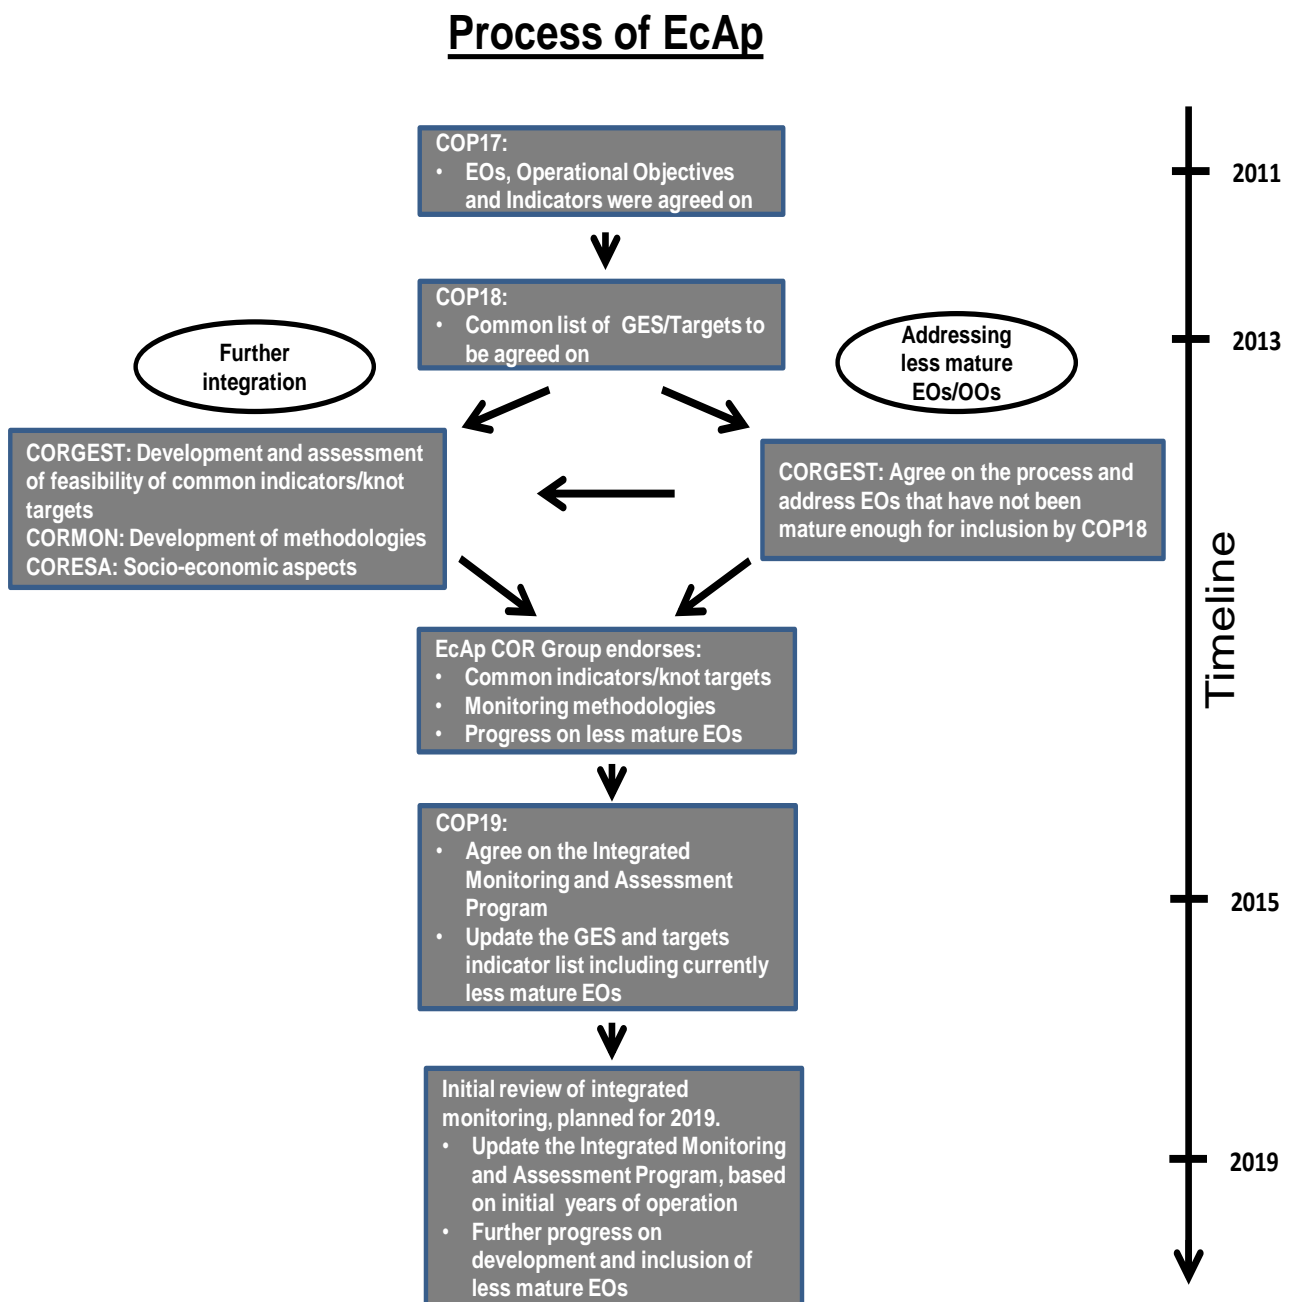 Process of EcAp
COP17:
• EOs, Operational Objectives
and Indicators were agreed on
2011
COP18:
• Common list of GES/Targets to
be agreed on
2013
Further
integration
Addressing
less mature
EOs/OOs
CORGEST: Development and assessment
of feasibility of common indicators/knot
targets
CORMON: Development of methodologies
CORESA: Socio-economic aspects
CORGEST: Agree on the process and
address EOs that have not been
mature enough for inclusion by COP18
Timeline
EcAp COR Group endorses:
• Common indicators/knot targets
• Monitoring methodologies
• Progress on less mature EOs
COP19:
• Agree on the Integrated
Monitoring and Assessment
Program
• Update the GES and targets
indicator list including currently
less mature EOs
2015
Initial review of integrated
monitoring, planned for 2019.
• Update the Integrated Monitoring
and Assessment Program, based
on initial years of operation
• Further progress on
development and inclusion of
less mature EOs
2019